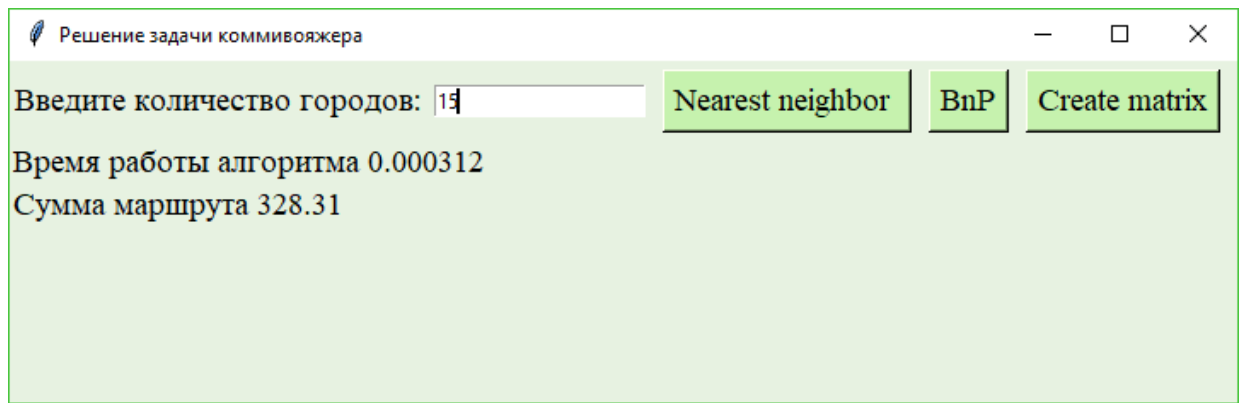 Решение задачи коммивояжера
Введите количество городов: 15 Nearest neighbor BnP Create matrix
Время работы алгоритма 0.000312
Сумма маршрута 328.31